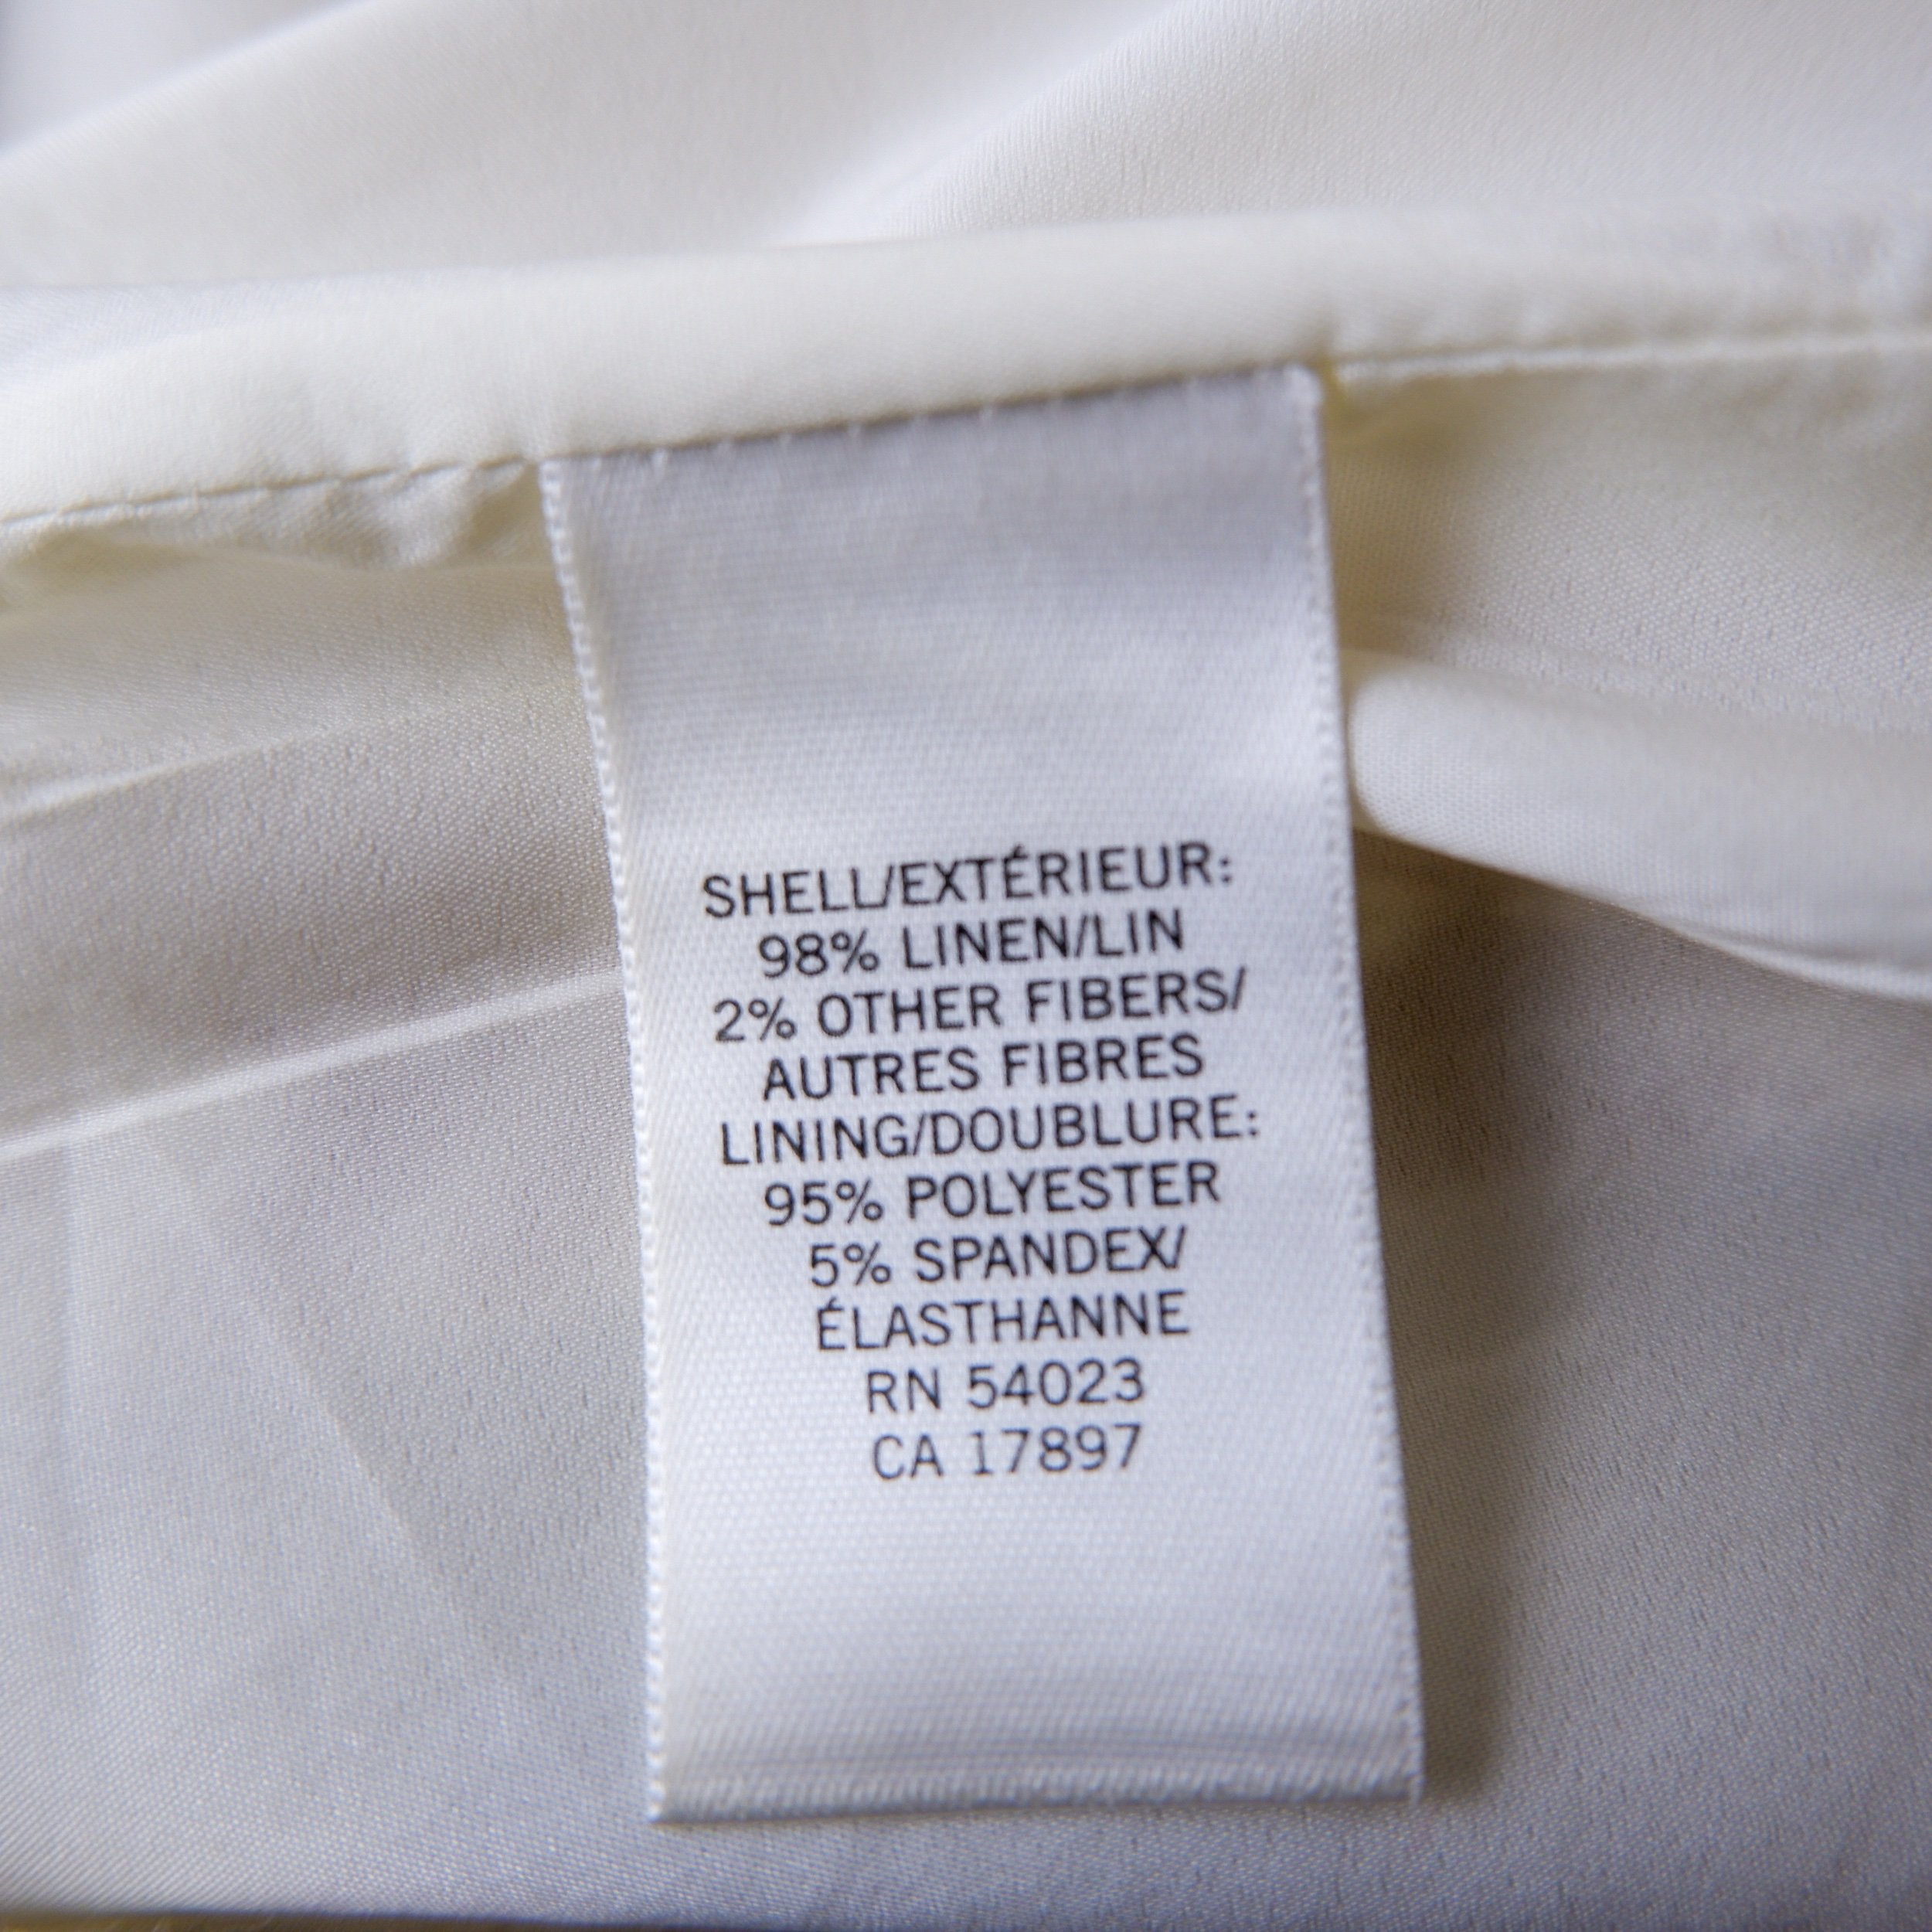 SHELL/EXTÉRIEUR:
98% LINEN/LIN
2% OTHER FIBERS/
AUTRES FIBRES
LINING/DOUBLURE:
95% POLYESTER
5% SPANDEX/
ÉLASTHANNE
RN 54023
CA 17897